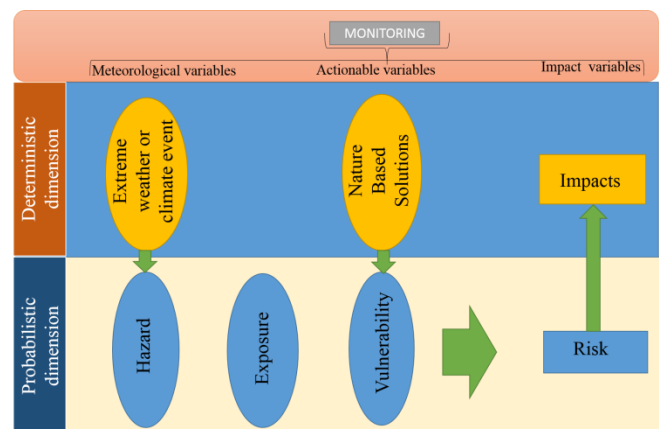 MONITORING
Meteorological variables
Actionable variables
Impact variables
Deterministic
dimension
Extreme
weather or
climate event
Nature
Based
Solutions
Impacts
Probabilistic
dimension
Hazard
Exposure
Vulnerability
Risk